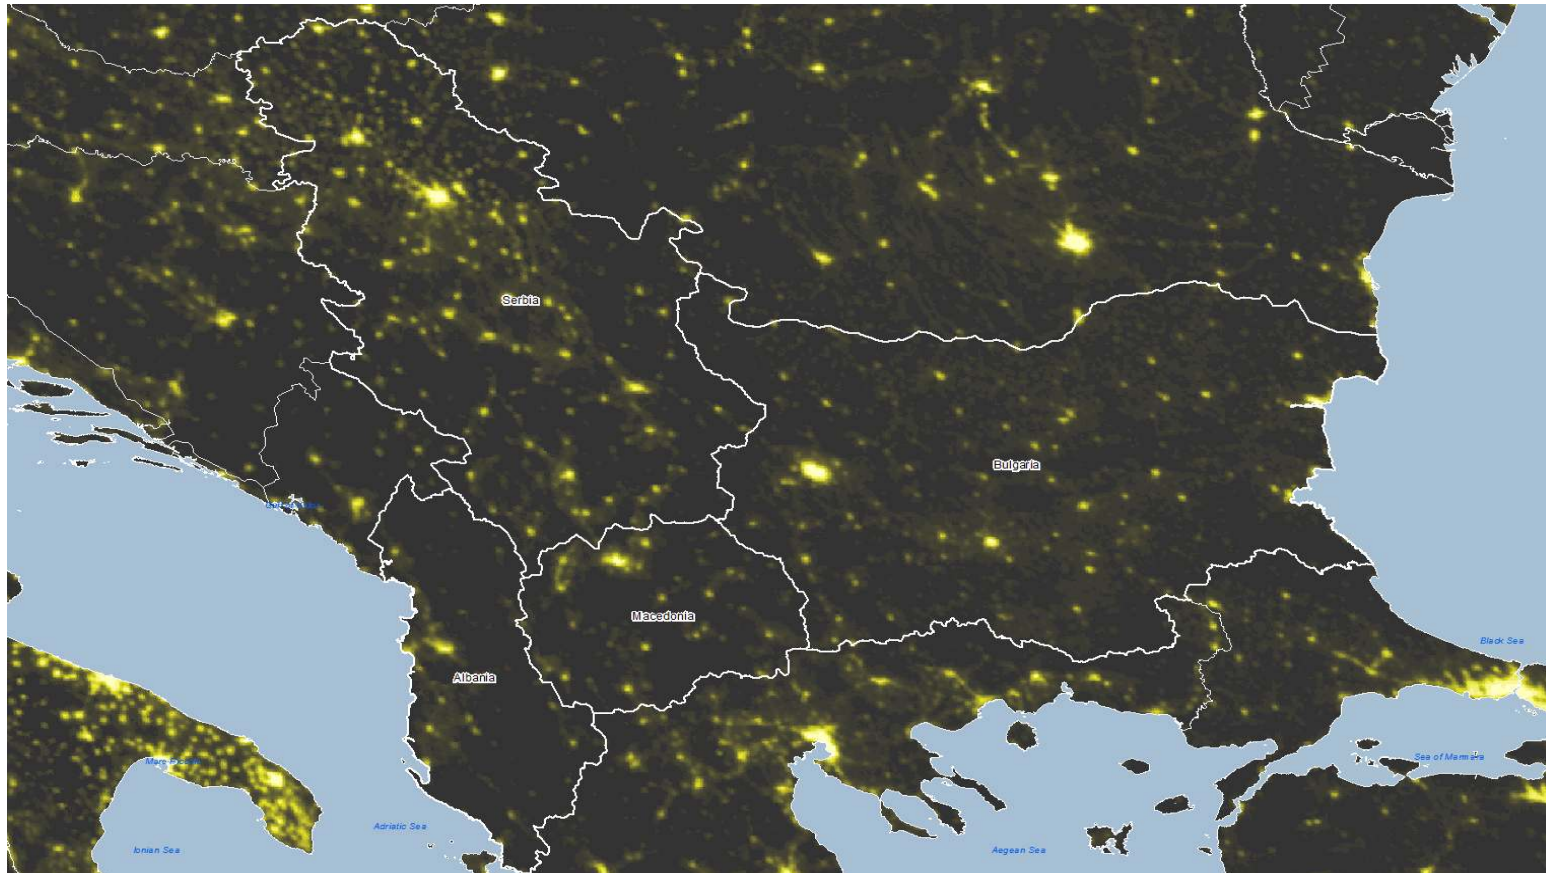 Serbia
Bulgaria
Macedonia
Black Sea
Albania
Sea of Marmara
Adriatic Sea
Ionian Sea
Aegean Sea